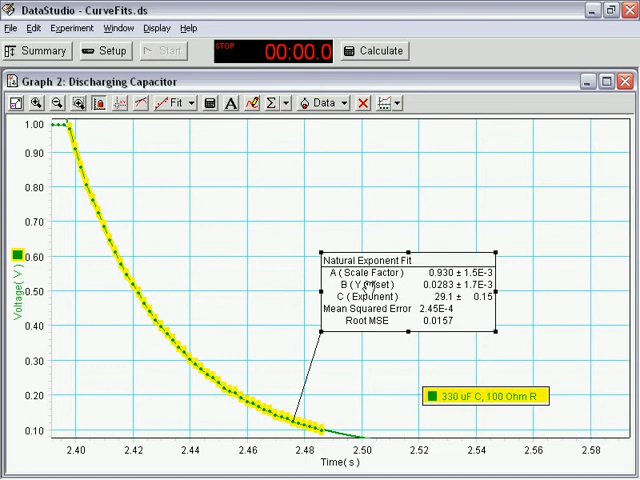 DataStudio - CurveFits.ds
File Edit Experiment Window Display Help
Summary Setup Start STOP 00:00.0 Calculate
Graph 2: Discharging Capacitor
Fit A Σ Data
1.00
0.90
0.80
0.70
0.60
0.50
0.40
0.30
0.20
0.10
Voltage( V )
Natural Exponent Fit
A ( Scale Factor ) 0.930 ± 1.5E-3
0.0283 ± 1.7E-3
C ( Exponent ) 29.1 ± 0.15
Mean Squared Error 2.45E-4
Root MSE 0.0157
330 uF C, 100 Ohm R
2.40 2.42 2.44 2.46 2.48 2.50 2.52 2.54 2.56 2.58
Time( s )